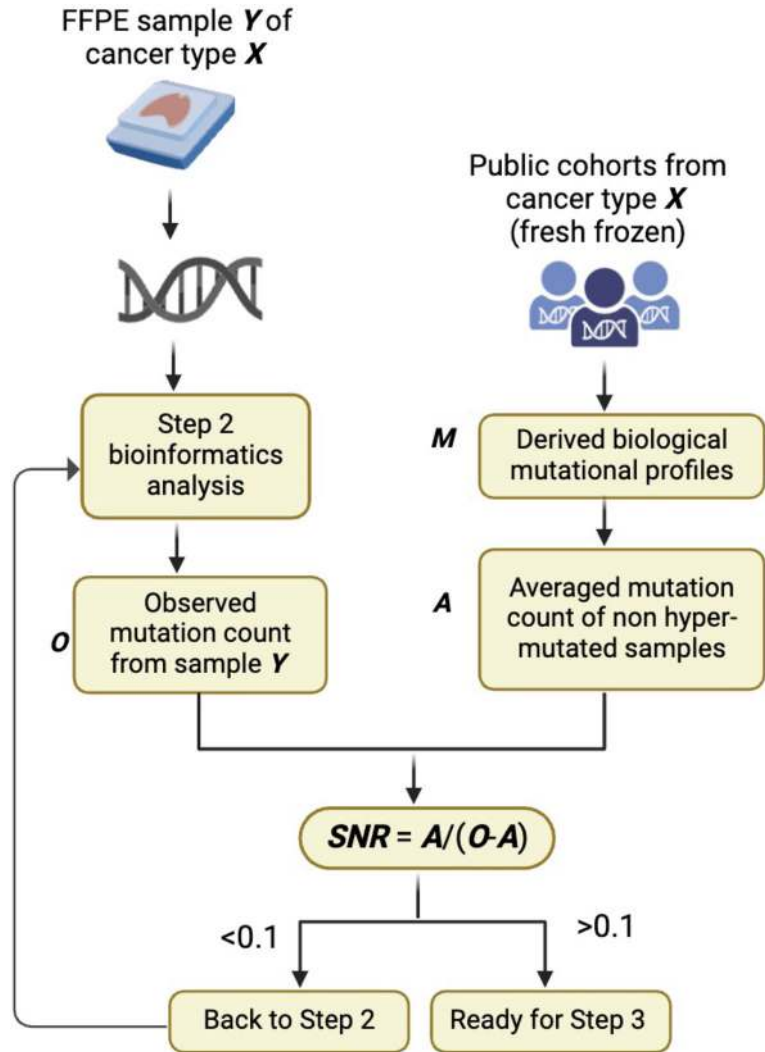 FFPE sample Y of
cancer type X
Public cohorts from
cancer type X
(fresh frozen)
Step 2
bioinformatics
analysis
M
Derived biological
mutational profiles
O
Observed
mutation count
from sample Y
A
Averaged mutation
count of non hyper-
mutated samples
SNR = A/(O-A)
<0.1
>0.1
Back to Step 2
Ready for Step 3